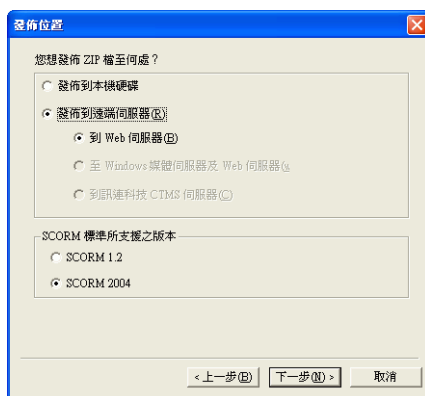 發佈位置
您想發佈 ZIP 檔至何處？
發佈到本機硬碟
發佈到遠端伺服器(R)
到 Web 伺服器(B)
至 Windows 媒體伺服器及 Web 伺服器(
到訊連科技 CTMS 伺服器(C)
SCORM 標準所支援之版本
SCORM 1.2
SCORM 2004
<上一步(B)
下一步(N)>
取消